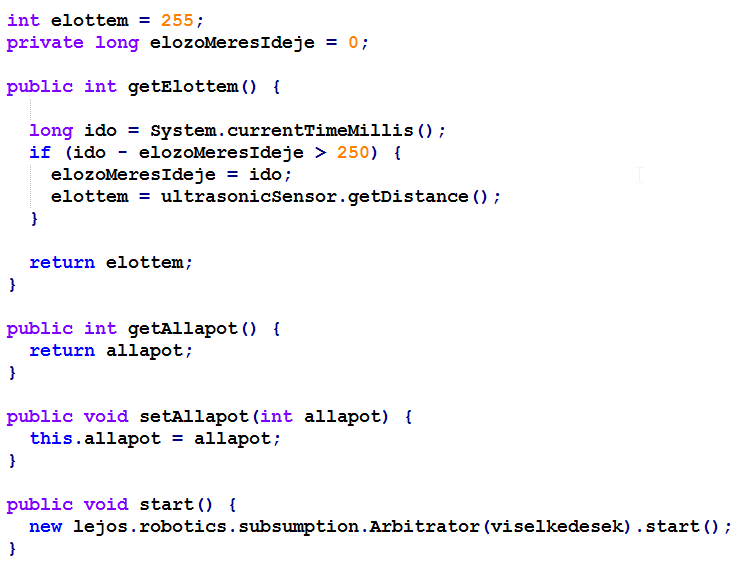 int elottem = 255;
private long elozoMeresIdeje = 0;

public int getElottem() {

  long ido = System.currentTimeMillis();
  if (ido - elozoMeresIdeje > 250) {
    elozoMeresIdeje = ido;
    elottem = ultrasonicSensor.getDistance();
  }

  return elottem;
}

public int getAllapot() {
  return allapot;
}

public void setAllapot(int allapot) {
  this.allapot = allapot;
}

public void start() {
  new lejos.robotics.subsumption.Arbitrator(viselkedesek).start();
}